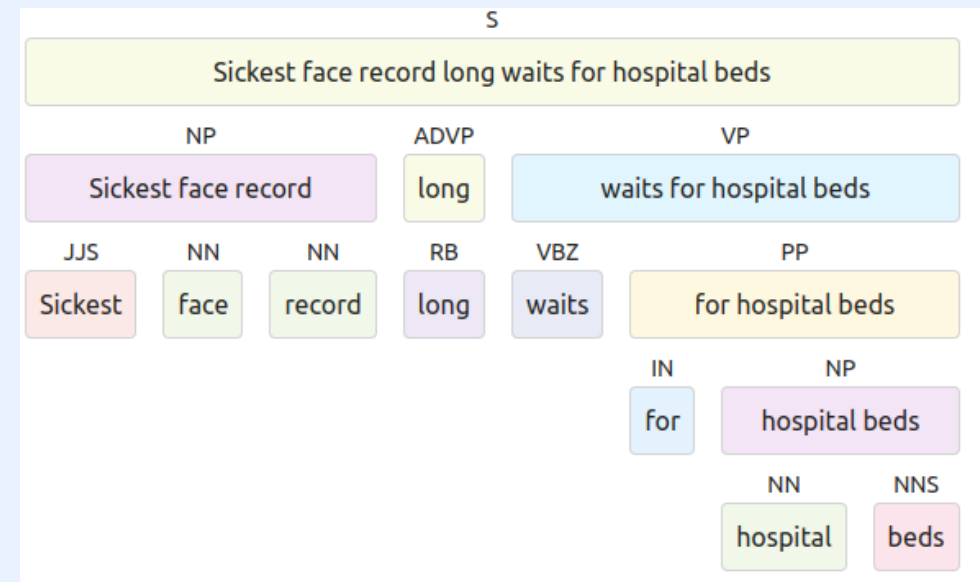 S
Sickest face record long waits for hospital beds
NP ADVP VP
Sickest face record long waits for hospital beds
JJS NN NN RB VBZ PP
Sickest face record long waits for hospital beds
IN NP
for hospital beds
NN NNS
hospital beds